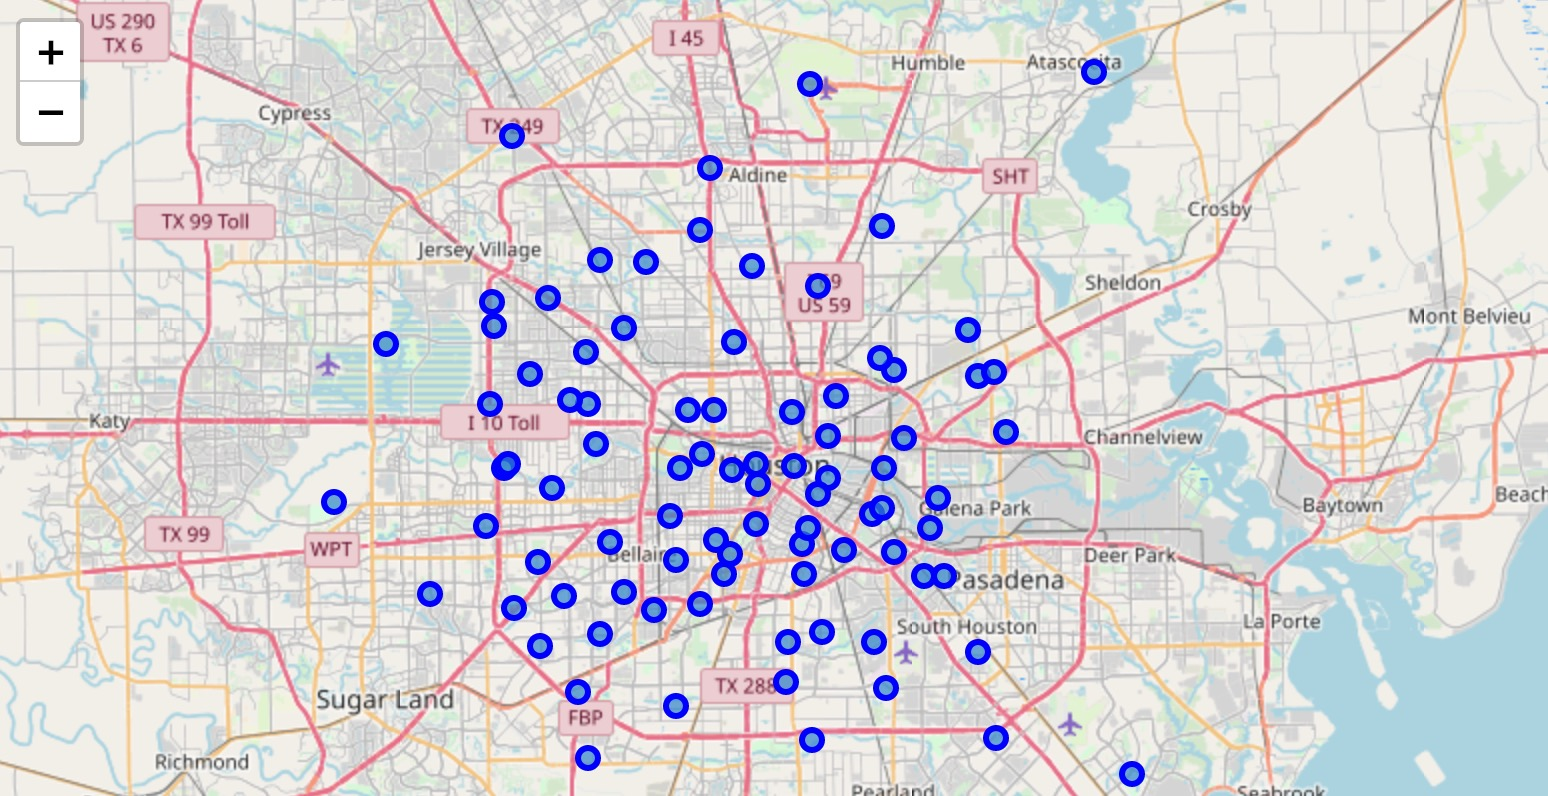 +
−
US 290
TX 6
I 45
Humble
Atascocita
Cypress
TX 249
Aldine
SHT
TX 99 Toll
Crosby
Jersey Village
Sheldon
US 59
Mont Belvieu
Katy
I 10 Toll
Channelview
Houston
Beach
Baytown
Galena Park
TX 99
WPT
Bellaire
Deer Park
Pasadena
La Porte
South Houston
TX 288
Sugar Land
FBP
Richmond
Pearland
Seabrook